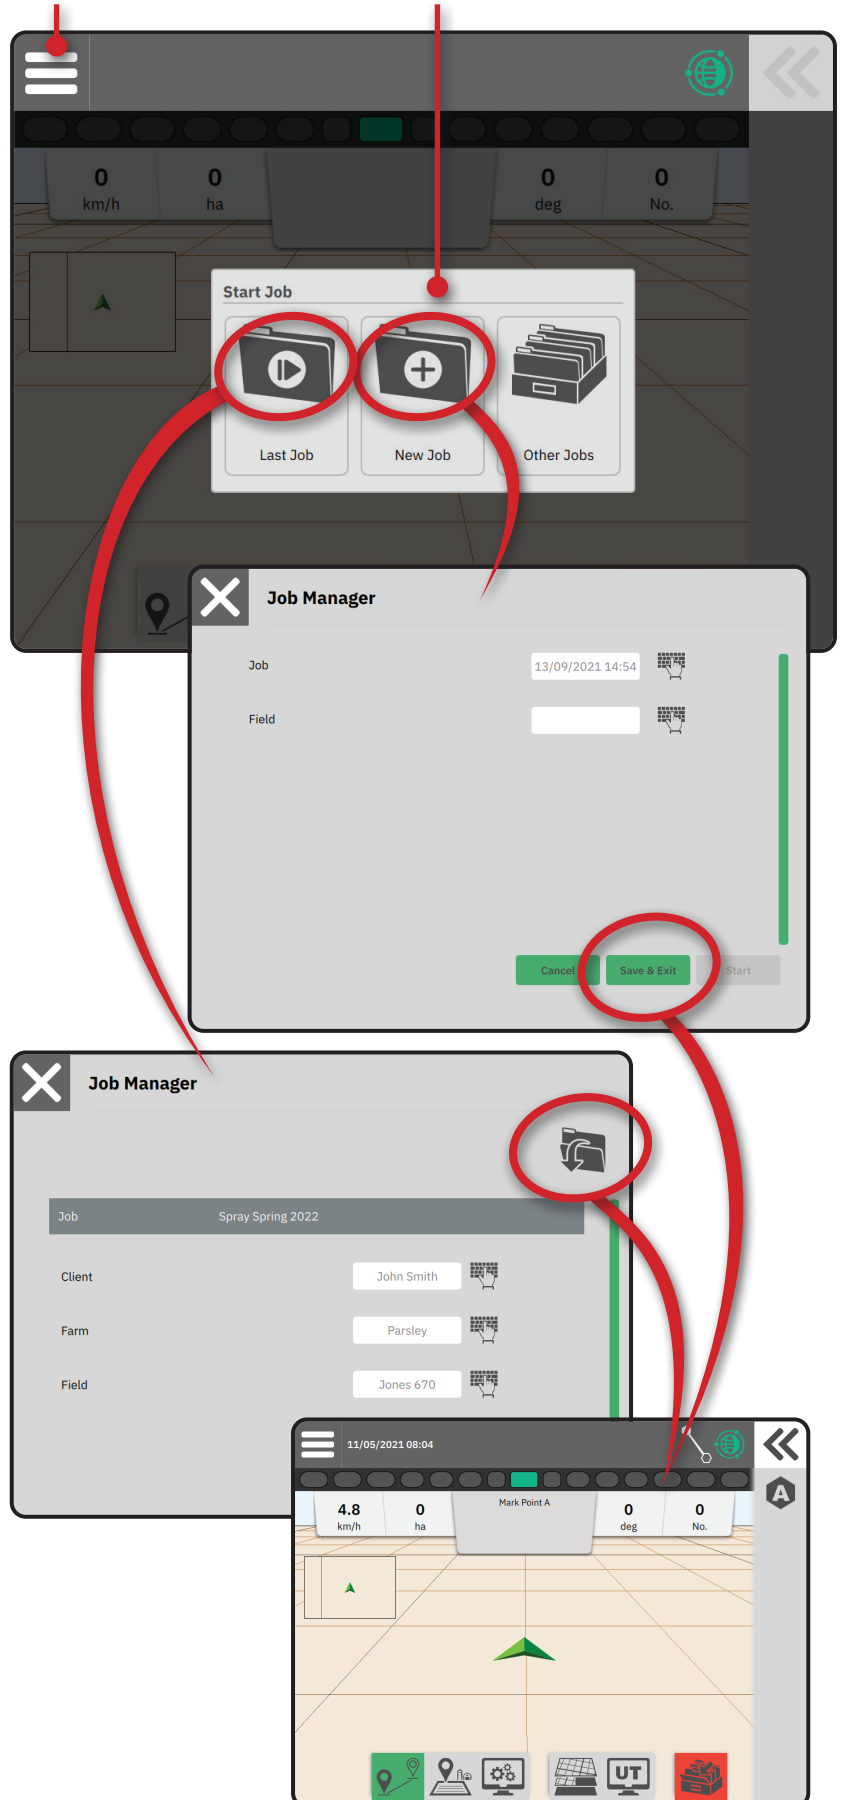 0 0 0 0
km/h ha deg No.
Start Job
Last Job New Job Other Jobs
Job Manager
Job 13/09/2021 14:54
Field
Cancel Save & Exit Start
Job Manager
Job Spray Spring 2022
Client John Smith
Farm Parsley
Field Jones 670
11/05/2021 08:04
A
Mark Point A
4.8 0 0 0
km/h ha deg No.
UT